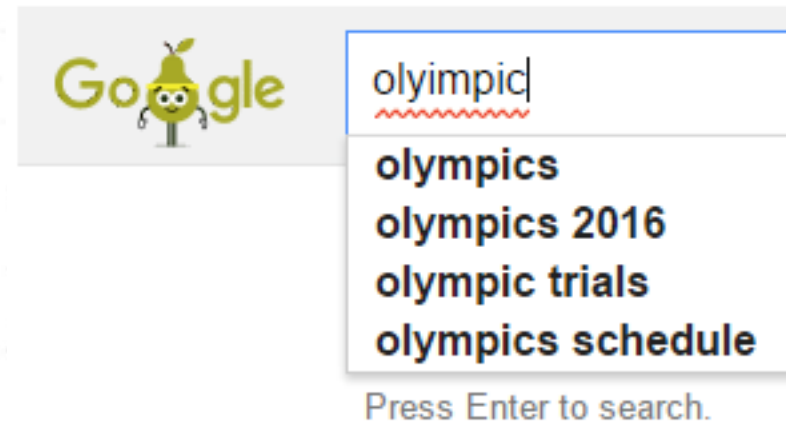 Google
olyimpic
olympics
olympics 2016
olympic trials
olympics schedule
Press Enter to search.